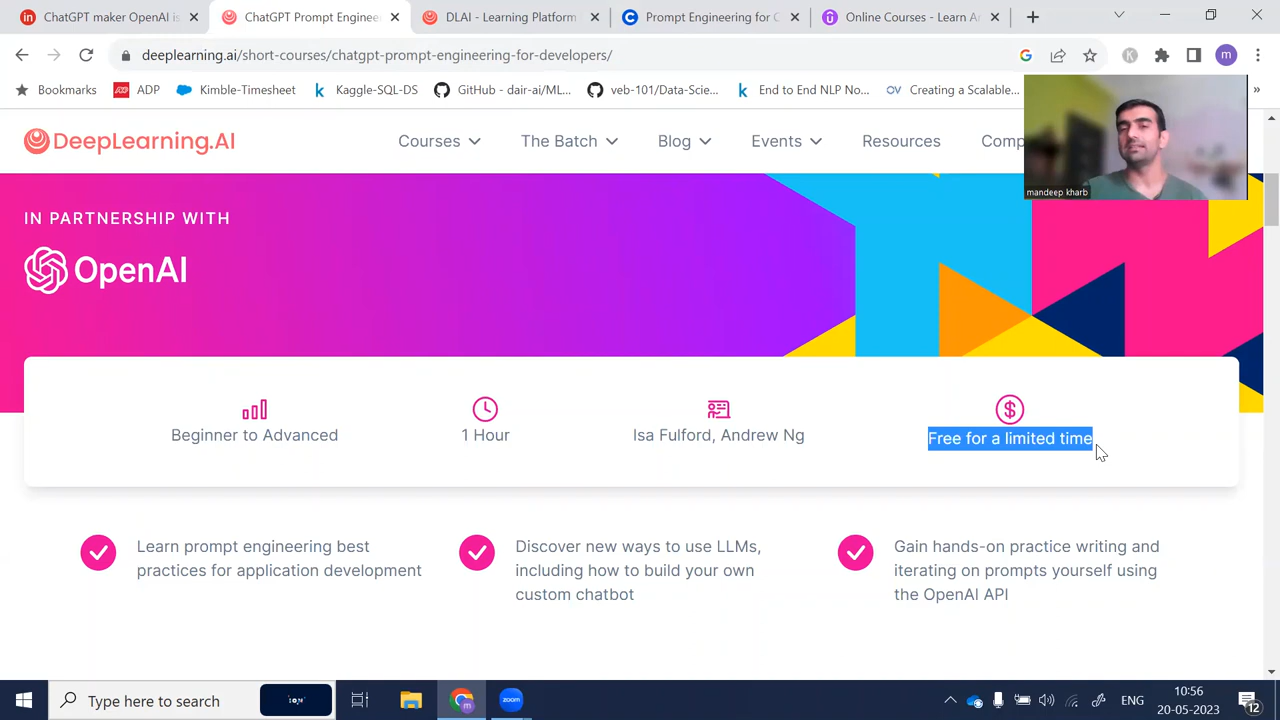 ChatGPT maker OpenAI is
ChatGPT Prompt Enginee
DLAI - Learning Platform
Prompt Engineering for C
Online Courses - Learn A
deeplearning.ai/short-courses/chatgpt-prompt-engineering-for-developers/
Bookmarks
ADP
Kimble-Timesheet
Kaggle-SQL-DS
GitHub - dair-ai/ML...
veb-101/Data-Scie...
End to End NLP No...
Creating a Scalable...
»
DeepLearning.AI
Courses
The Batch
Blog
Events
Resources
Comp
mandeep kharb
IN PARTNERSHIP WITH
OpenAI
Beginner to Advanced
1 Hour
Isa Fulford, Andrew Ng
Free for a limited time
Learn prompt engineering best
practices for application development
Discover new ways to use LLMs,
including how to build your own
custom chatbot
Gain hands-on practice writing and
iterating on prompts yourself using
the OpenAI API
Type here to search
zoom
ENG
10:56
20-05-2023
12